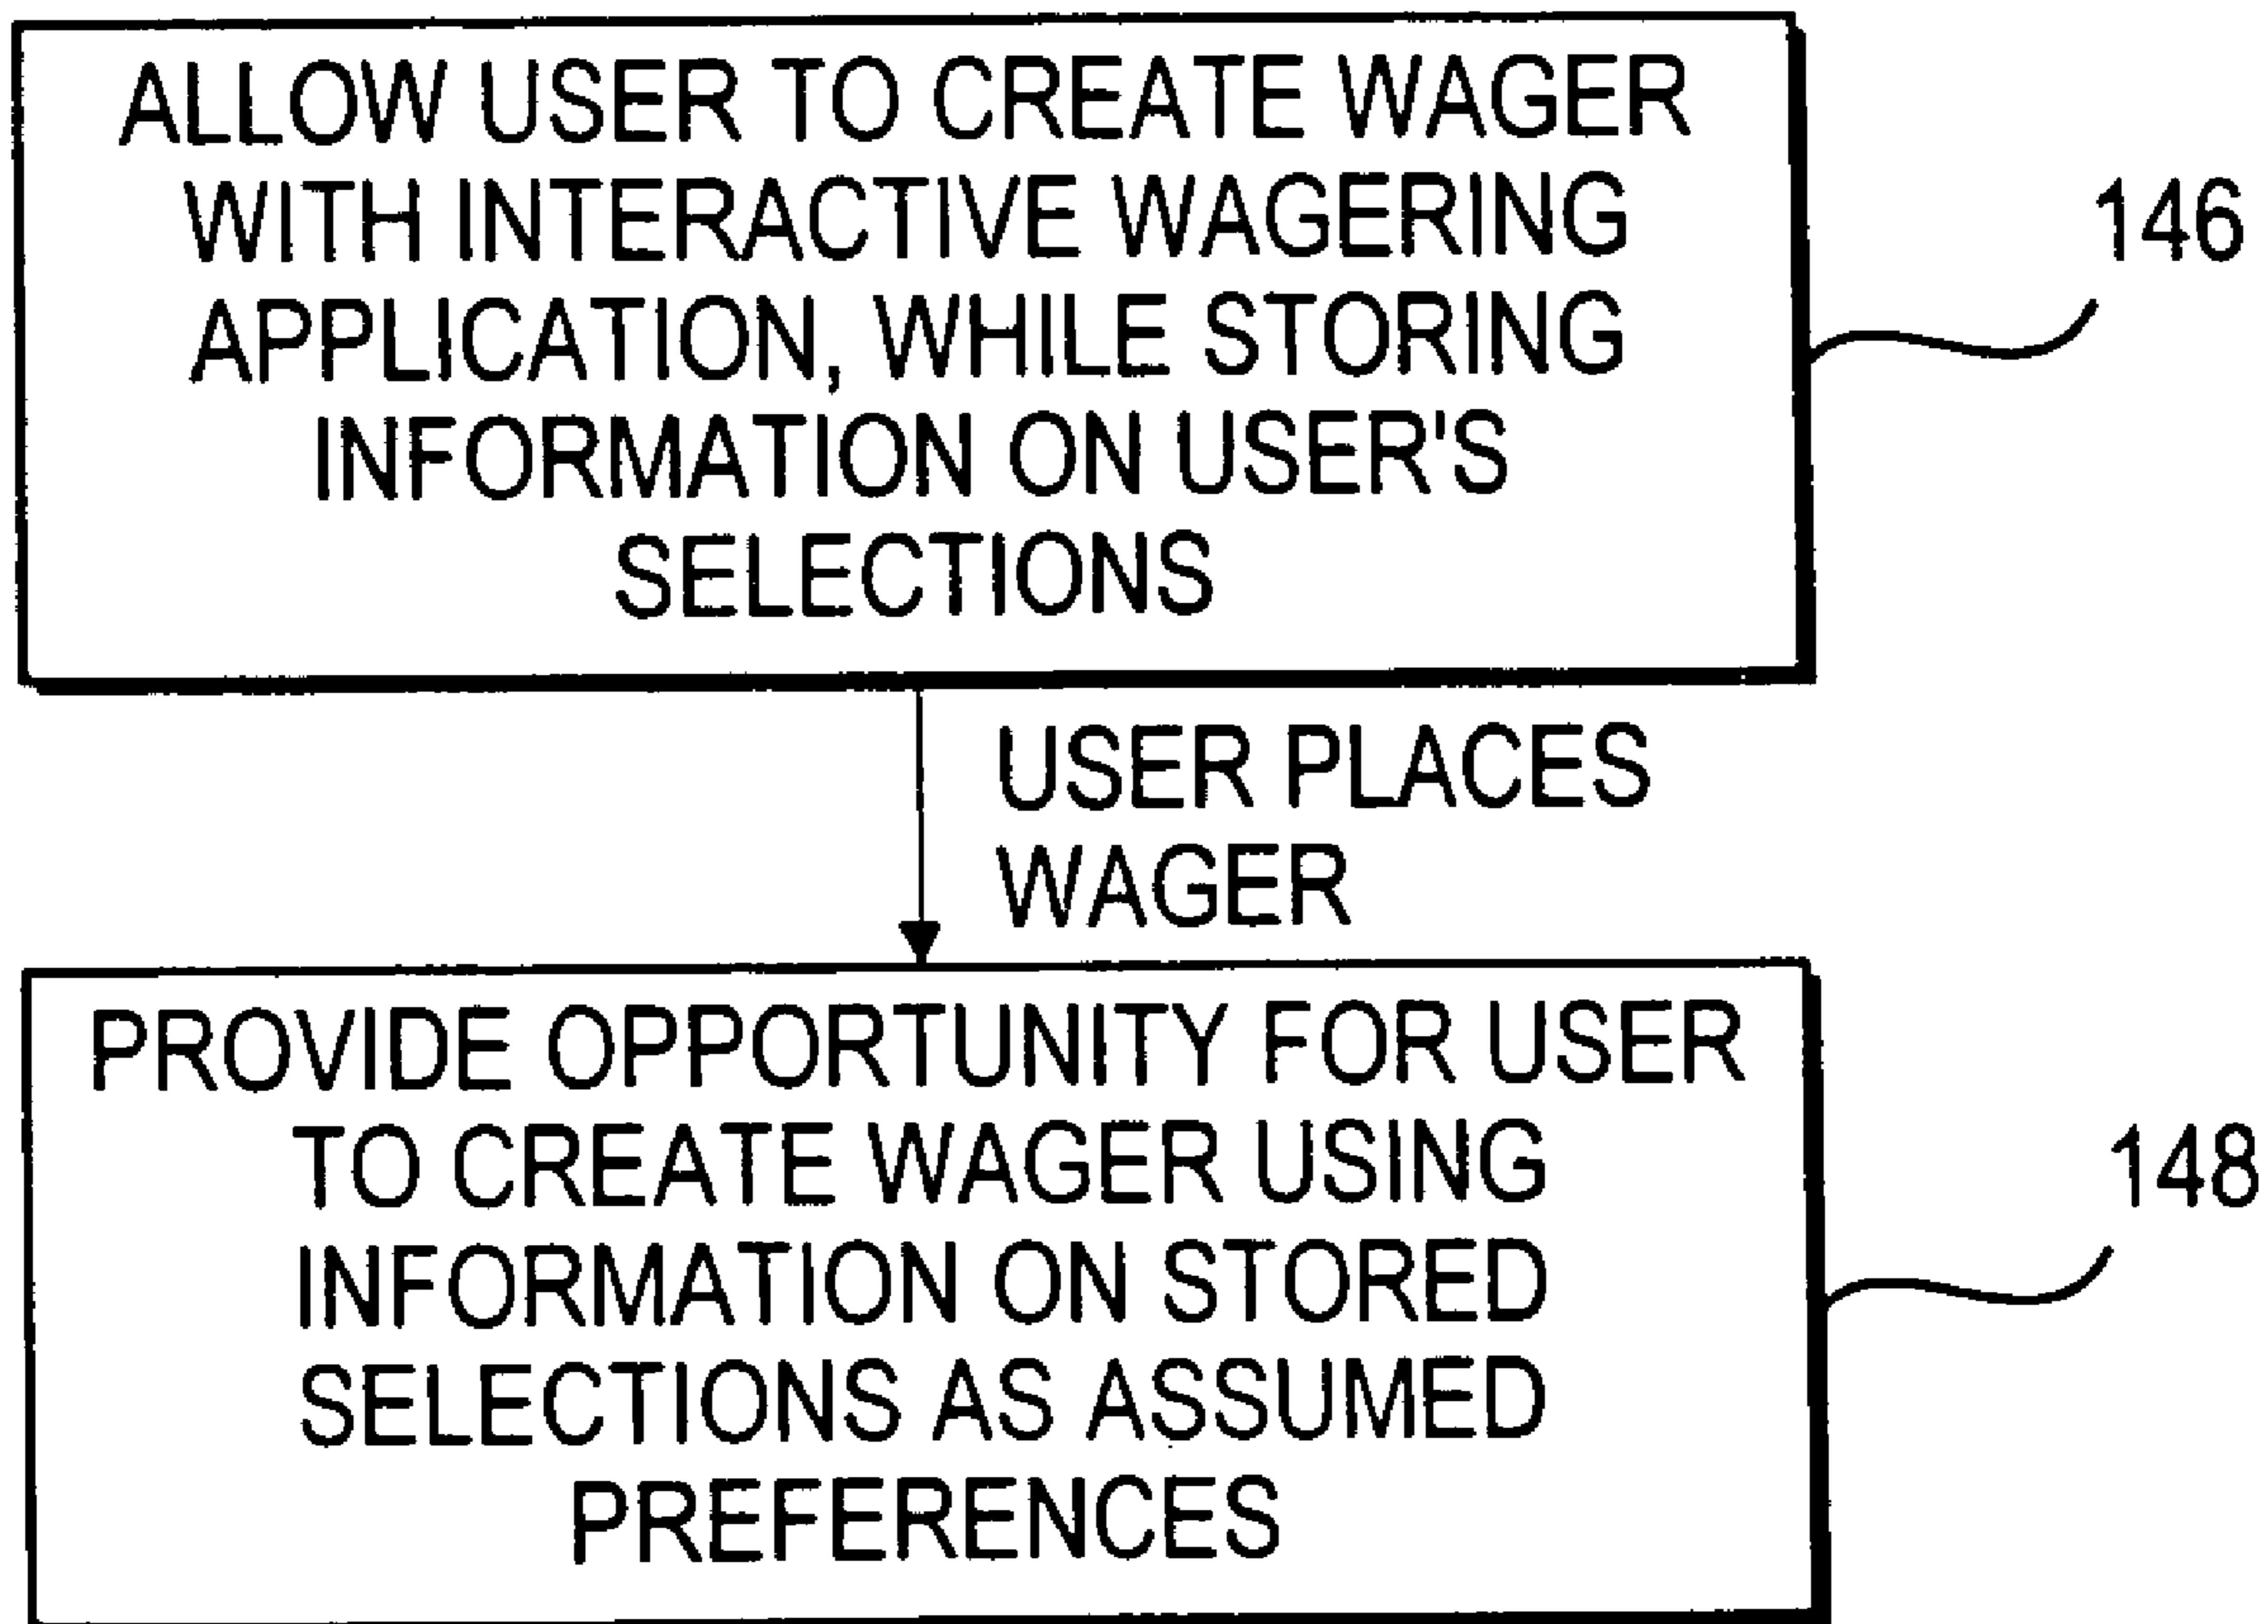 ALLOW USER TO CREATE WAGER
WITH INTERACTIVE WAGERING
APPLICATION, WHILE STORING
INFORMATION ON USER'S
SELECTIONS
146
USER PLACES
WAGER
PROVIDE OPPORTUNITY FOR USER
TO CREATE WAGER USING
INFORMATION ON STORED
SELECTIONS AS ASSUMED
PREFERENCES
148